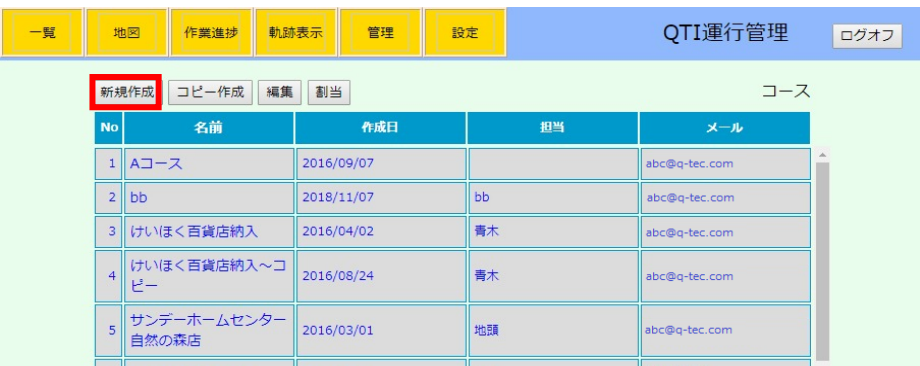 一覧 地図 作業進捗 軌跡表示 管理 設定 QTI運行管理 ログオフ
新規作成 コピー作成 編集 割当 コース
No 名前 作成日 担当 メール
1 Aコース 2016/09/07 abc@q-tec.com
2 bb 2018/11/07 bb abc@q-tec.com
3 けいほく百貨店納入 2016/04/02 青木 abc@q-tec.com
4 けいほく百貨店納入~コ 2016/08/24 青木 abc@q-tec.com
ピー
5 サンデーホームセンター 2016/03/01 地頭 abc@q-tec.com
自然の森店